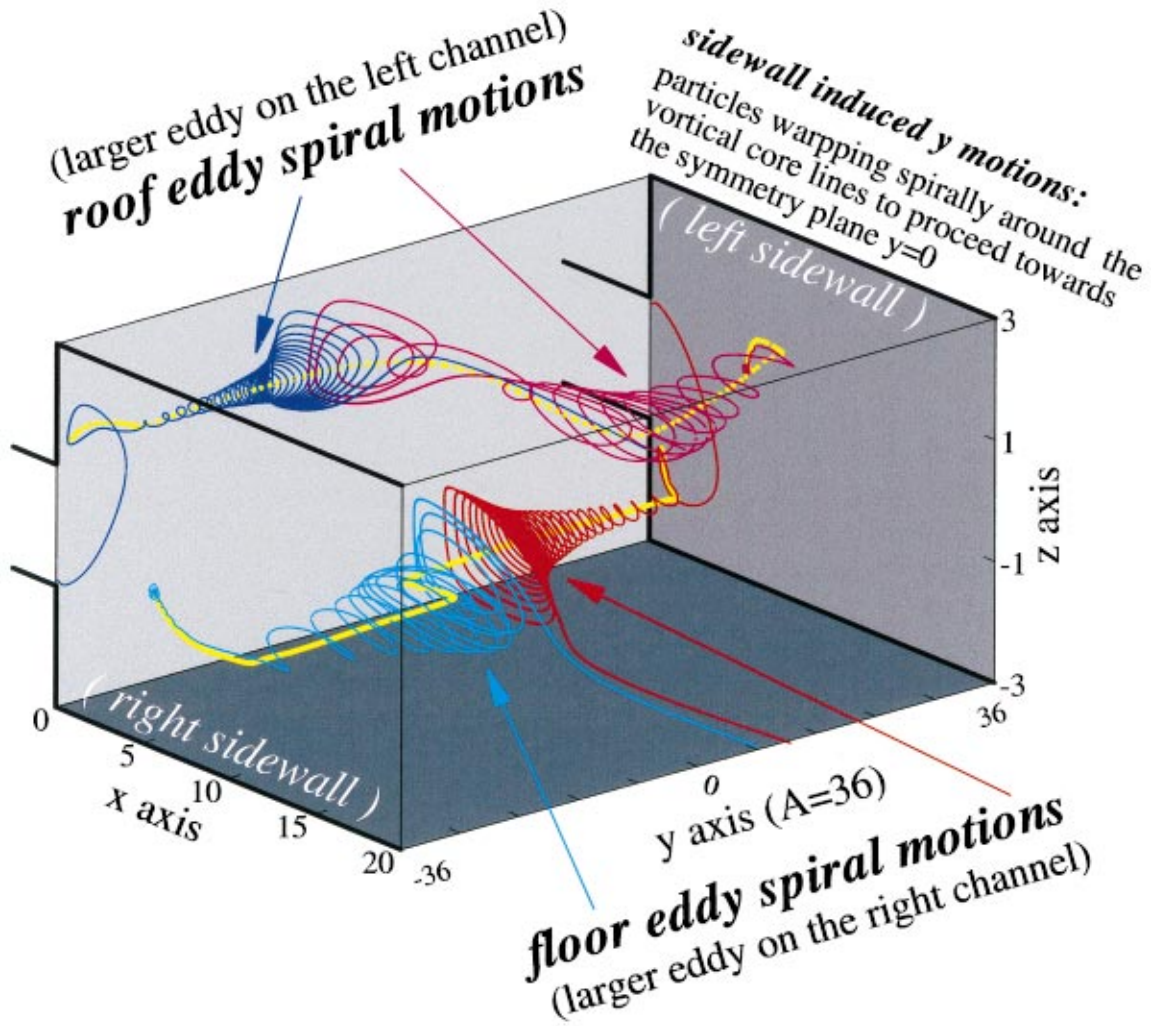 (larger eddy on the left channel)
roof eddy spiral motions
sidewall induced y motions:
particles warpping spirally around the
vortical core lines to proceed towards
the symmetry plane y=0
( left sidewall )
3
1
-1
-3
z axis
36
0
-36
y axis (A=36)
( right sidewall )
0
5
10
15
20
x axis
floor eddy spiral motions
(larger eddy on the right channel)